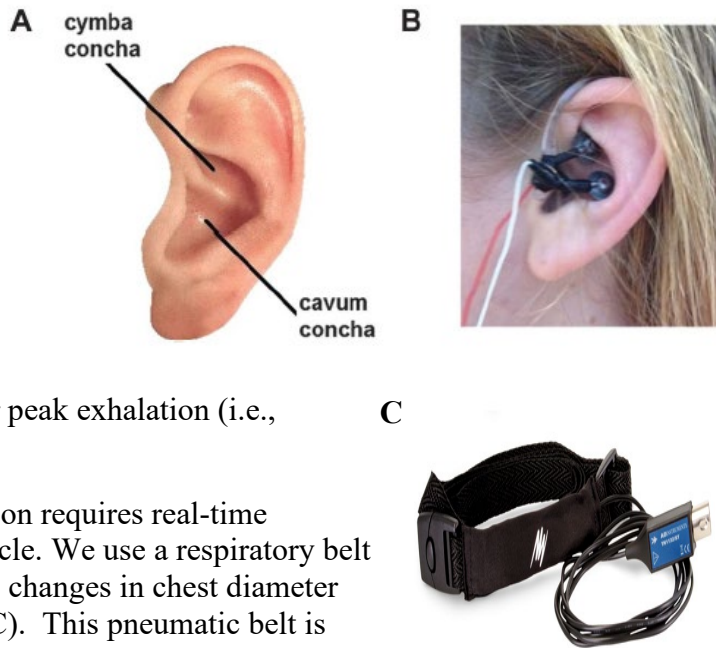 A
cymba
concha
B
cavum
concha
peak exhalation (i.e.,
C
on requires real-time
cle. We use a respiratory belt
changes in chest diameter
C). This pneumatic belt is